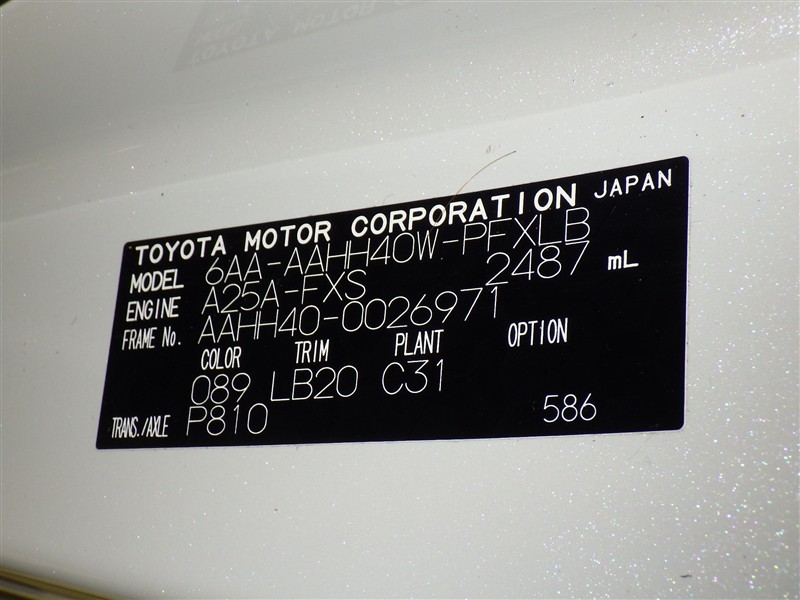 TOYOTA MOTOR CORPORATION JAPAN
MODEL 6AA-AAHH40W-PFXLB
ENGINE A25A-FXS 2487 mL
FRAME No. AAHH40-0026971
COLOR TRIM PLANT OPTION
089 LB20 C31
TRANS./AXLE P810 586